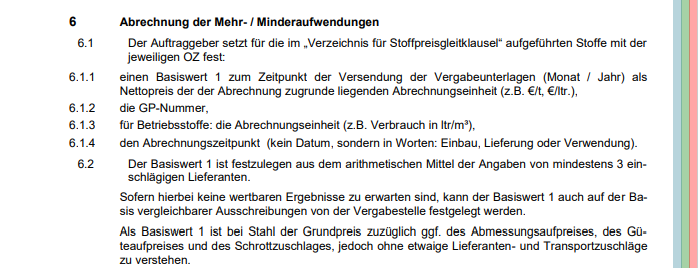 6 Abrechnung der Mehr- / Minderaufwendungen
6.1 Der Auftraggeber setzt für die im „Verzeichnis für Stoffpreisgleitklausel“ aufgeführten Stoffe mit der
jeweiligen OZ fest:
6.1.1 einen Basiswert 1 zum Zeitpunkt der Versendung der Vergabeunterlagen (Monat / Jahr) als
Nettopreis der der Abrechnung zugrunde liegenden Abrechnungseinheit (z.B. €/t, €/ltr.),
6.1.2 die GP-Nummer,
6.1.3 für Betriebsstoffe: die Abrechnungseinheit (z.B. Verbrauch in ltr/m³),
6.1.4 den Abrechnungszeitpunkt (kein Datum, sondern in Worten: Einbau, Lieferung oder Verwendung).
6.2 Der Basiswert 1 ist festzulegen aus dem arithmetischen Mittel der Angaben von mindestens 3 ein-
schlägigen Lieferanten.
Sofern hierbei keine wertbaren Ergebnisse zu erwarten sind, kann der Basiswert 1 auch auf der Ba-
sis vergleichbarer Ausschreibungen von der Vergabestelle festgelegt werden.
Als Basiswert 1 ist bei Stahl der Grundpreis zuzüglich ggf. des Abmessungsaufpreises, des Gü-
teaufpreises und des Schrottzuschlages, jedoch ohne etwaige Lieferanten- und Transportzuschläge
zu verstehen.